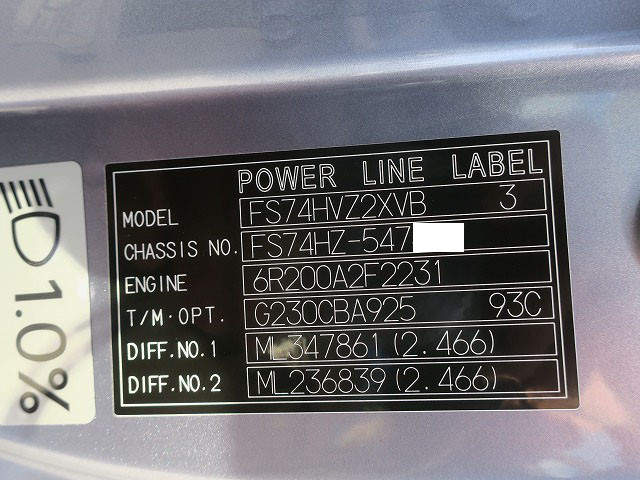 POWER LINE LABEL
MODEL FS74HVZ2XVB 3
CHASSIS NO. FS74HZ-547
ENGINE 6R200A2F2231
T/M·OPT. G230CBA925 93C
DIFF.NO.1 ML347861(2.466)
DIFF.NO.2 ML236839(2.466)
1.0%